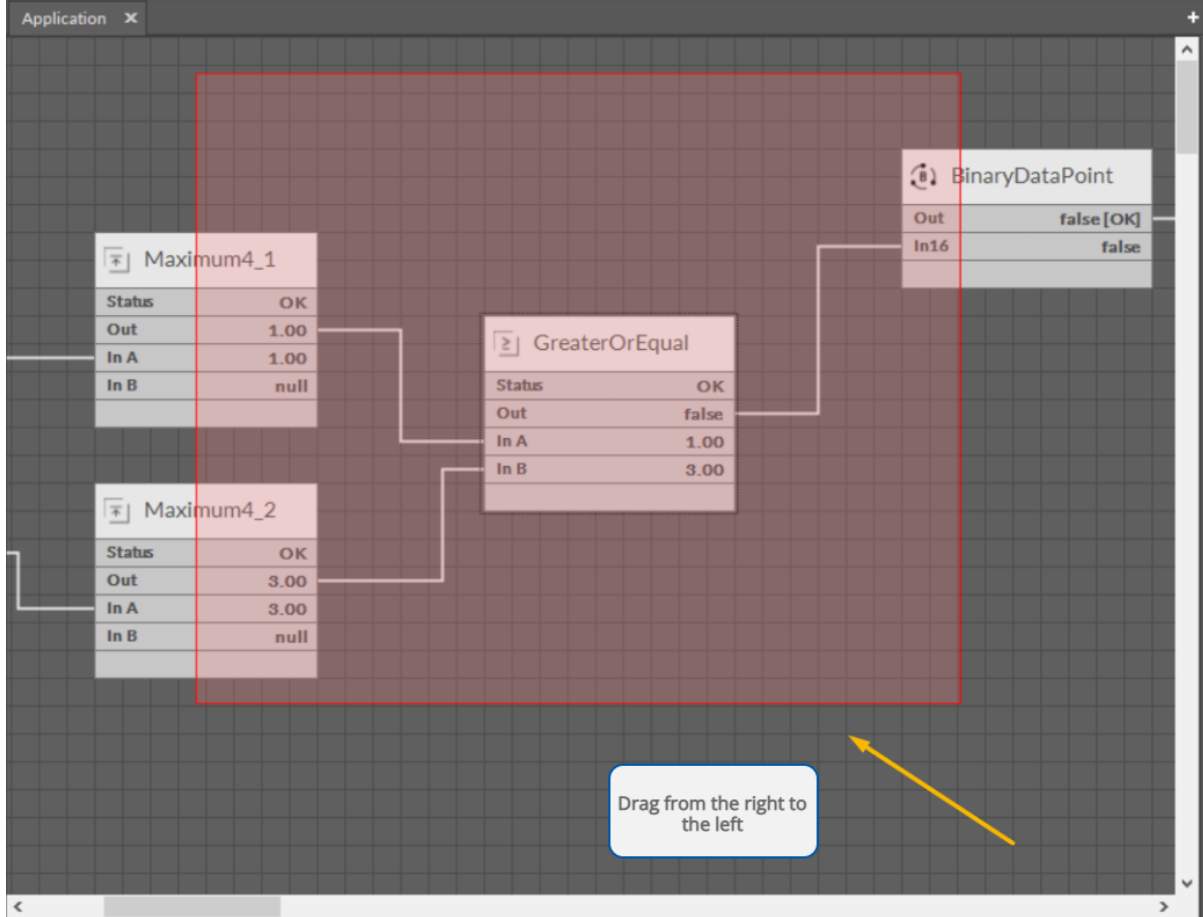 Application
BinaryDataPoint
Out false [OK]
In16 false
Maximum4_1
Status OK
Out 1.00
In A 1.00
In B null
GreaterOrEqual
Status OK
Out false
In A 1.00
In B 3.00
Maximum4_2
Status OK
Out 3.00
In A 3.00
In B null
Drag from the right to
the left